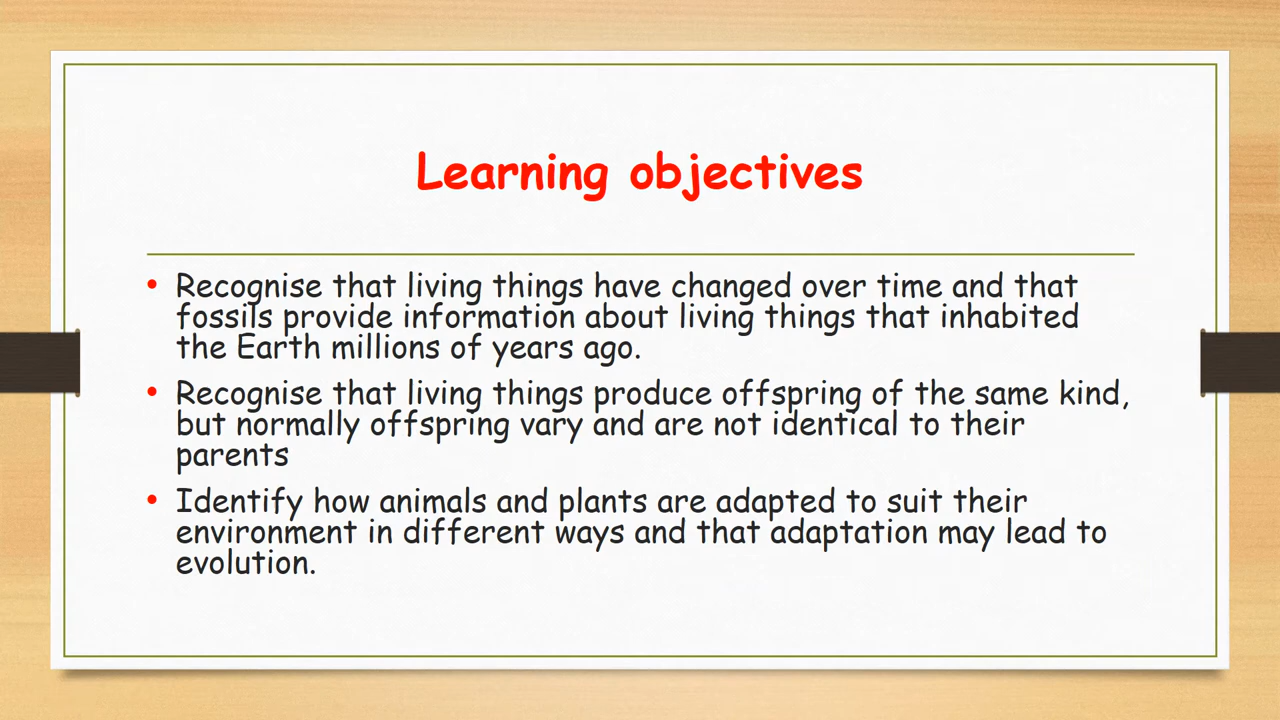 Learning objectives
• Recognise that living things have changed over time and that
fossils provide information about living things that inhabited
the Earth millions of years ago.
• Recognise that living things produce offspring of the same kind,
but normally offspring vary and are not identical to their
parents
• Identify how animals and plants are adapted to suit their
environment in different ways and that adaptation may lead to
evolution.